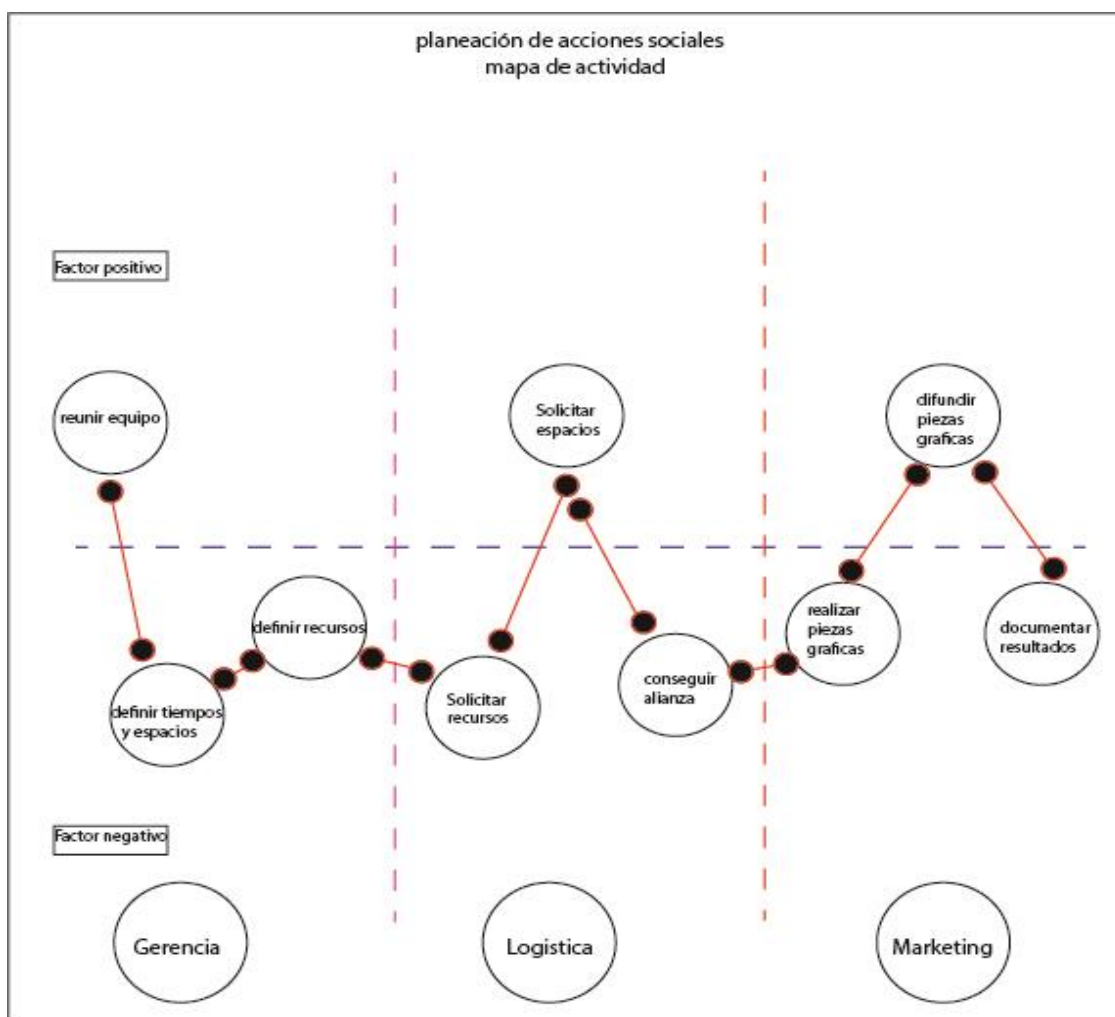 planeación de acciones sociales
mapa de actividad
Factor positivo
reunir equipo
Solicitar
espacios
difundir
piezas
graficas
definir recursos
realizar
piezas
graficas
documentar
resultados
definir tiempos
y espacios
Solicitar
recursos
conseguir
alianza
Factor negativo
Gerencia
Logistica
Marketing